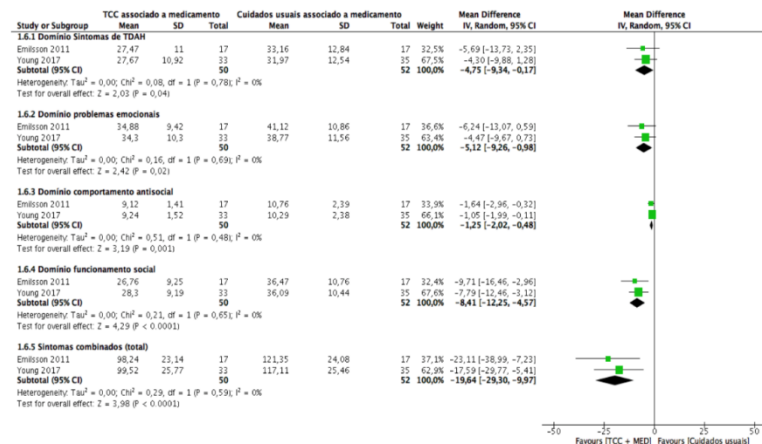 TCC associado a medicamento Cuidados usuais associado a medicamento Mean Difference Mean Difference
Study or Subgroup Mean SD Total Mean SD Total Weight IV, Random, 95% CI IV, Random, 95% CI
1.6.1 Domínio Sintomas de TDAH
Emilsson 2011 27,47 11 17 33,16 12,84 17 32,5% -5,69 [-13,73, 2,35]
Young 2017 27,67 10,92 33 31,97 12,54 35 67,5% -4,30 [-9,88, 1,28]
Subtotal (95% CI) 50 52 100,0% -4,75 [-9,34, -0,17]
Heterogeneity: Tau² = 0,00; Chi² = 0,08, df = 1 (P = 0,78); I² = 0%
Test for overall effect: Z = 2,03 (P = 0,04)
1.6.2 Domínio problemas emocionais
Emilsson 2011 34,88 9,42 17 41,12 10,86 17 36,6% -6,24 [-13,07, 0,59]
Young 2017 34,3 10,3 33 38,77 11,56 35 63,4% -4,47 [-9,67, 0,73]
Subtotal (95% CI) 50 52 100,0% -5,12 [-9,26, -0,98]
Heterogeneity: Tau² = 0,00; Chi² = 0,16, df = 1 (P = 0,69); I² = 0%
Test for overall effect: Z = 2,42 (P = 0,02)
1.6.3 Domínio comportamento antisocial
Emilsson 2011 9,12 1,41 17 10,76 2,39 17 33,9% -1,64 [-2,96, -0,32]
Young 2017 9,24 1,52 33 10,29 2,38 35 66,1% -1,05 [-1,99, -0,11]
Subtotal (95% CI) 50 52 100,0% -1,25 [-2,02, -0,48]
Heterogeneity: Tau² = 0,00; Chi² = 0,51, df = 1 (P = 0,48); I² = 0%
Test for overall effect: Z = 3,19 (P = 0,001)
1.6.4 Domínio funcionamento social
Emilsson 2011 26,76 9,25 17 36,47 10,76 17 32,4% -9,71 [-16,46, -2,96]
Young 2017 28,3 9,19 33 36,09 10,44 35 67,6% -7,79 [-12,46, -3,12]
Subtotal (95% CI) 50 52 100,0% -8,41 [-12,25, -4,57]
Heterogeneity: Tau² = 0,00; Chi² = 0,21, df = 1 (P = 0,65); I² = 0%
Test for overall effect: Z = 4,29 (P < 0.0001)
1.6.5 Sintomas combinados (total)
Emilsson 2011 98,24 23,14 17 121,35 24,08 17 37,1% -23,11 [-38,99, -7,23]
Young 2017 99,52 25,77 33 117,11 25,46 35 62,9% -17,59 [-29,77, -5,41]
Subtotal (95% CI) 50 52 100,0% -19,64 [-29,30, -9,97]
Heterogeneity: Tau² = 0,00; Chi² = 0,29, df = 1 (P = 0,59); I² = 0%
Test for overall effect: Z = 3,98 (P < 0.0001)
-50 -25 0 25 50
Favours [TCC + MED] Favours [Cuidados usuais]